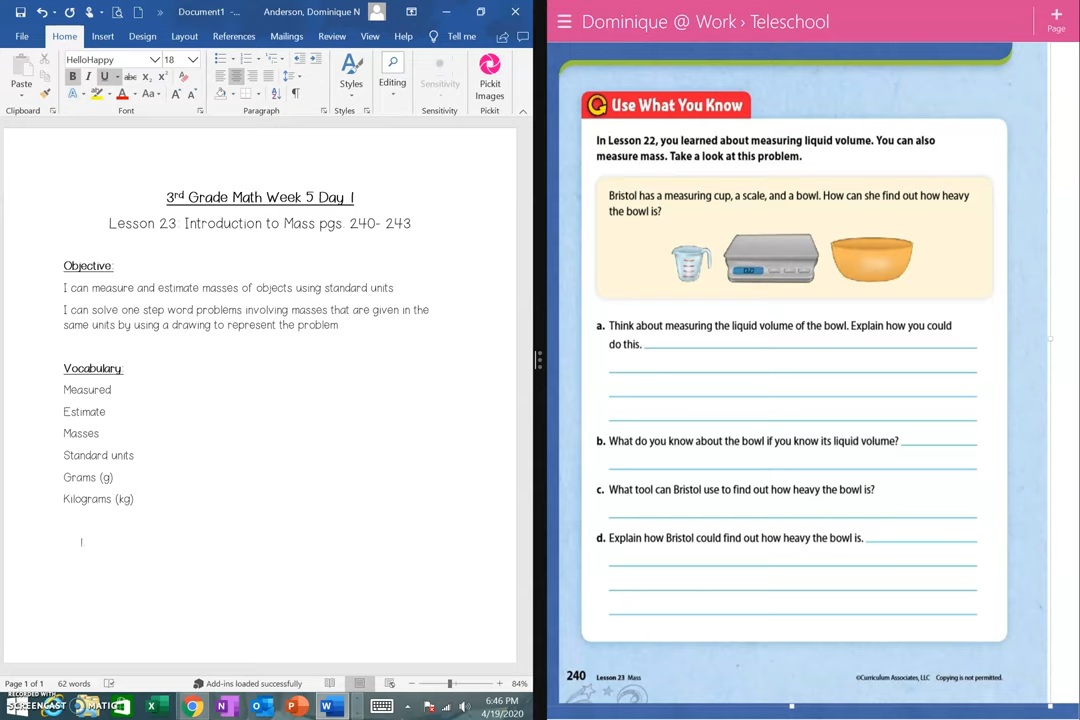 Document1 -...
Anderson, Dominique N
File Home Insert Design Layout References Mailings Review View Help Tell me
HelloHappy 18
Paste
B I U abc x₂ x²
A A Aa A A
Styles
Editing
Sensitivity
Pickit Images
Clipboard Font Paragraph Styles Sensitivity Pickit
3rd Grade Math Week 5 Day 1
Lesson 23: Introduction to Mass pgs. 240- 243
Objective:
I can measure and estimate masses of objects using standard units
I can solve one step word problems involving masses that are given in the
same units by using a drawing to represent the problem
Vocabulary:
Measured
Estimate
Masses
Standard units
Grams (g)
Kilograms (kg)
Page 1 of 1 62 words Add-ins loaded successfully 84%
RECORDED WITH
SCREENCAST MATIC
6:46 PM
4/19/2020
Dominique @ Work › Teleschool
Page
Use What You Know
In Lesson 22, you learned about measuring liquid volume. You can also
measure mass. Take a look at this problem.
Bristol has a measuring cup, a scale, and a bowl. How can she find out how heavy
the bowl is?
a. Think about measuring the liquid volume of the bowl. Explain how you could
do this.
b. What do you know about the bowl if you know its liquid volume?
c. What tool can Bristol use to find out how heavy the bowl is?
d. Explain how Bristol could find out how heavy the bowl is.
240 Lesson 23 Mass
©Curriculum Associates, LLC Copying is not permitted.